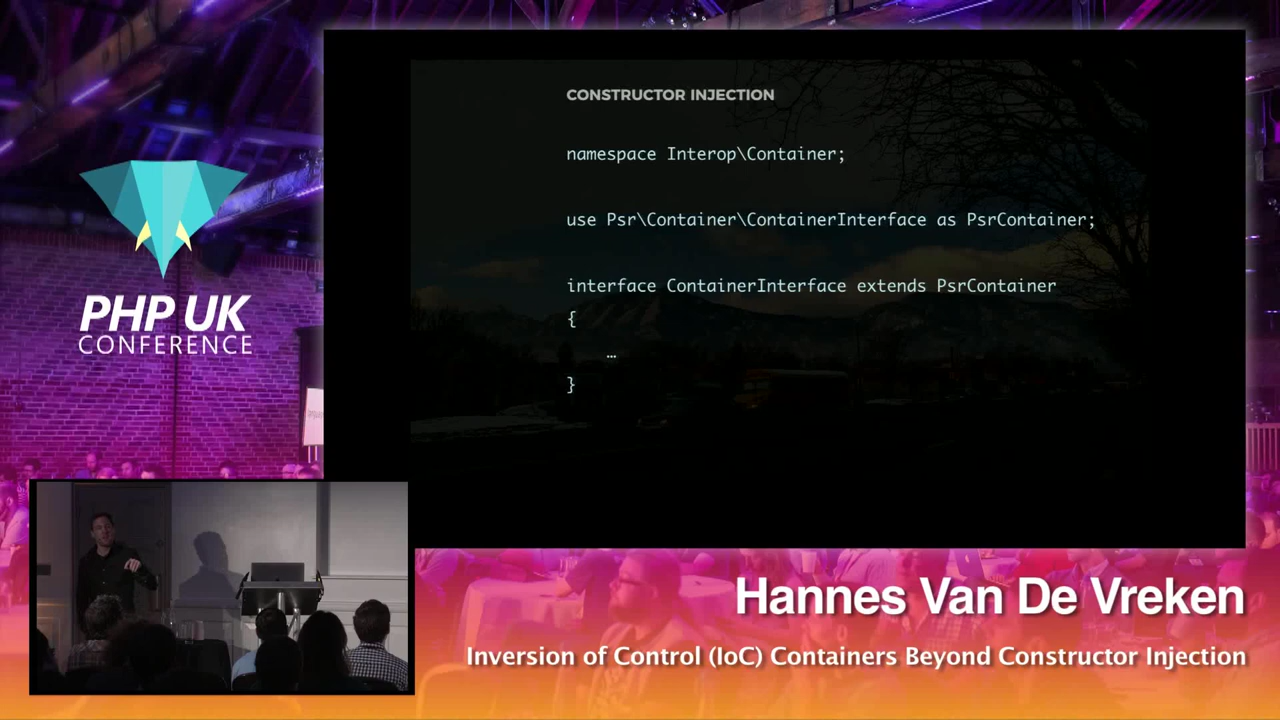 CONSTRUCTOR INJECTION
namespace Interop\Container;
use Psr\Container\ContainerInterface as PsrContainer;
interface ContainerInterface extends PsrContainer
{
…
}
PHP UK
CONFERENCE
Hannes Van De Vreken
Inversion of Control (IoC) Containers Beyond Constructor Injection